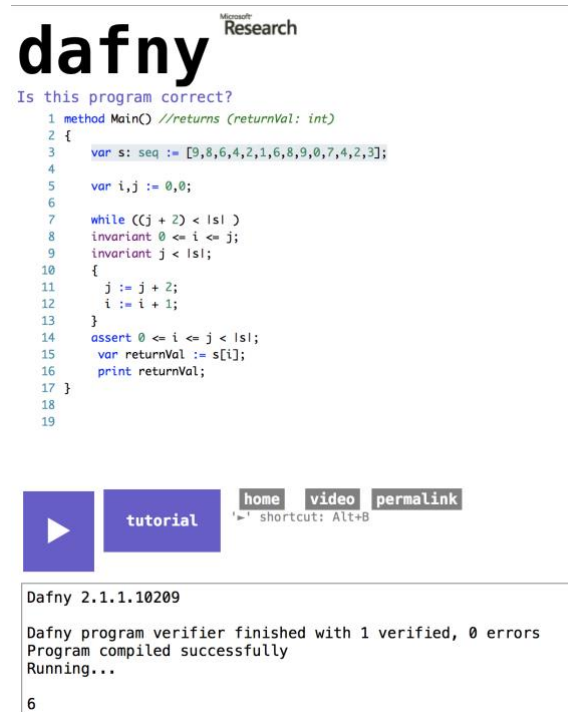 Microsoft
Research
dafny
Is this program correct?
1 method Main() //returns (returnVal: int)
2 {
3 var s: seq := [9,8,6,4,2,1,6,8,9,0,7,4,2,3];
4
5 var i,j := 0,0;
6
7 while ((j + 2) < |s| )
8 invariant 0 <= i <= j;
9 invariant j < |s|;
10 {
11 j := j + 2;
12 i := i + 1;
13 }
14 assert 0 <= i <= j < |s|;
15 var returnVal := s[i];
16 print returnVal;
17 }
18
19
home video permalink
tutorial
'►' shortcut: Alt+B
Dafny 2.1.1.10209
Dafny program verifier finished with 1 verified, 0 errors
Program compiled successfully
Running...
6